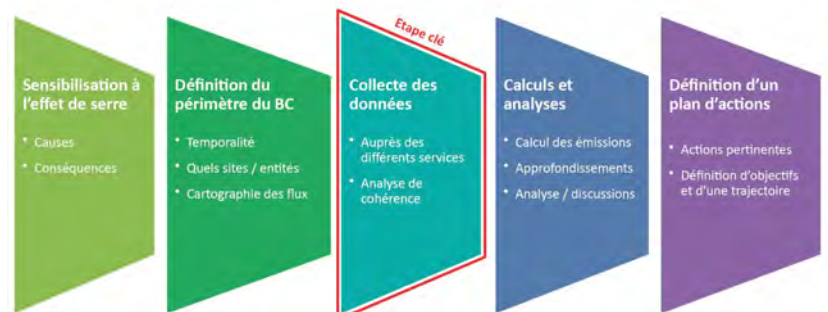 Sensibilisation à
l'effet de serre
• Causes
• Conséquences
Définition du
périmètre du BC
• Temporalité
• Quels sites / entités
• Cartographie des flux
Etape clé
Collecte des
données
• Auprès des
différents services
• Analyse de
cohérence
Calculs et
analyses
• Calcul des émissions
• Approfondissements
• Analyse / discussions
Définition d'un
plan d'actions
• Actions pertinentes
• Définition d'objectifs
et d'une trajectoire